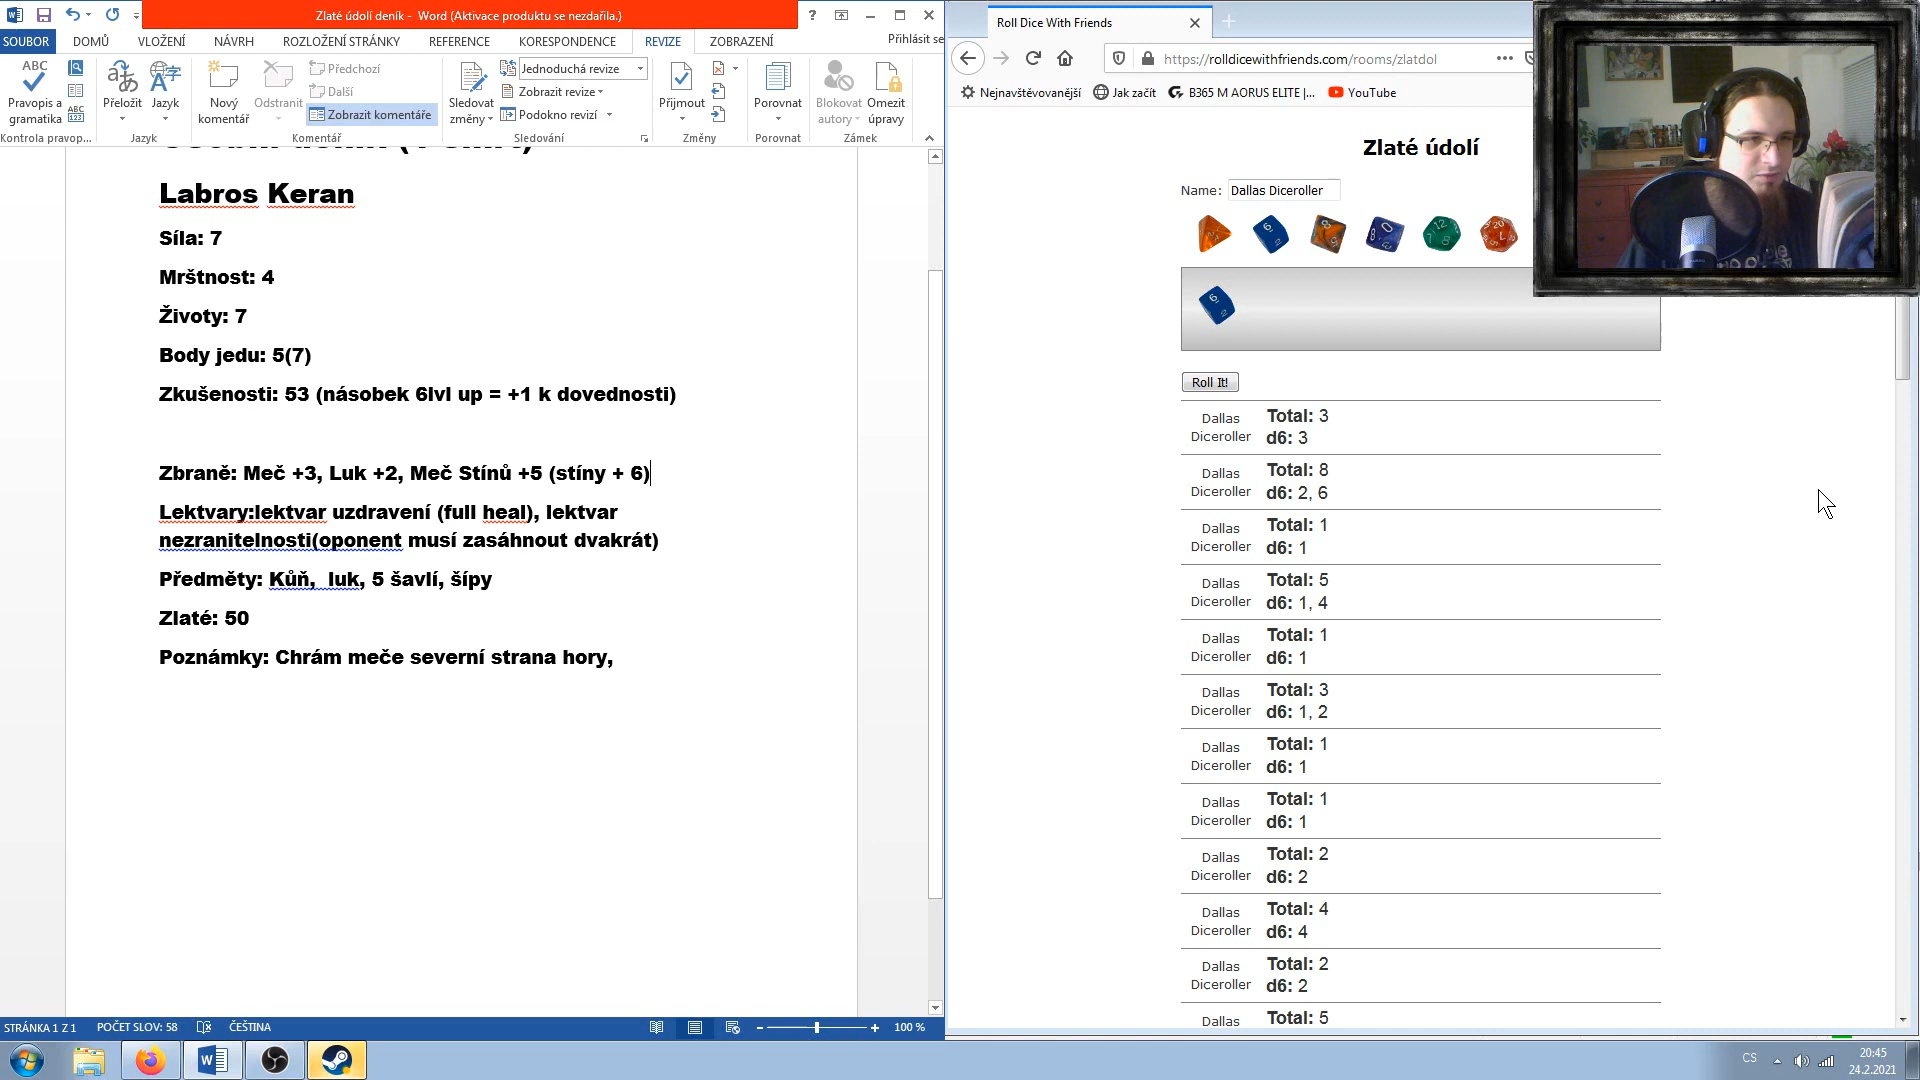 Zlaté údolí deník - Word (Aktivace produktu se nezdařila.)
SOUBOR DOMŮ VLOŽENÍ NÁVRH ROZLOŽENÍ STRÁNKY REFERENCE KORESPONDENCE REVIZE ZOBRAZENÍ Přihlásit se
ABC
Pravopis a gramatika
ABC
123
Přeložit
Jazyk
Nový komentář
Odstranit
Předchozí
Další
Zobrazit komentáře
Sledovat změny
Jednoduchá revize
Zobrazit revize
Podokno revizí
Přijmout
Porovnat
Blokovat autory
Omezit úpravy
Kontrola pravop... Jazyk Komentář Sledování Změny Porovnat Zámek
Labros Keran
Síla: 7
Mrštnost: 4
Životy: 7
Body jedu: 5(7)
Zkušenosti: 53 (násobek 6lvl up = +1 k dovednosti)
Zbraně: Meč +3, Luk +2, Meč Stínů +5 (stíny + 6)
Lektvary:lektvar uzdravení (full heal), lektvar
nezranitelnosti(oponent musí zasáhnout dvakrát)
Předměty: Kůň,  luk, 5 šavlí, šípy
Zlaté: 50
Poznámky: Chrám meče severní strana hory,
STRÁNKA 1 Z 1 POČET SLOV: 58 ČEŠTINA 100 %
Roll Dice With Friends
https://rolldicewithfriends.com/rooms/zlatdol
Nejnavštěvovanější Jak začít B365 M AORUS ELITE |... YouTube
Zlaté údolí
Name: Dallas Diceroller
Roll It!
Dallas Diceroller Total: 3
d6: 3
Dallas Diceroller Total: 8
d6: 2, 6
Dallas Diceroller Total: 1
d6: 1
Dallas Diceroller Total: 5
d6: 1, 4
Dallas Diceroller Total: 1
d6: 1
Dallas Diceroller Total: 3
d6: 1, 2
Dallas Diceroller Total: 1
d6: 1
Dallas Diceroller Total: 1
d6: 1
Dallas Diceroller Total: 2
d6: 2
Dallas Diceroller Total: 4
d6: 4
Dallas Diceroller Total: 2
d6: 2
Dallas Total: 5
CS 20:45
24.2.2021